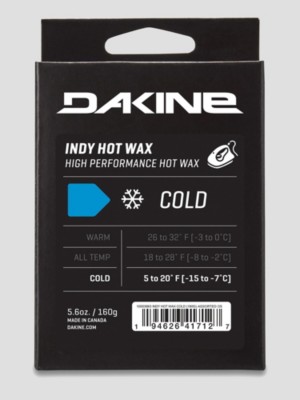 DAKINE
INDY HOT WAX
HIGH PERFORMANCE HOT WAX
COLD
WARM 26 to 32° F [-3 to 0°C]
ALL TEMP 18 to 28° F [-8 to -2°C]
COLD 5 to 20° F [-15 to -7°C]
5.6oz. / 160g
MADE IN CANADA
DAKINE.COM
1 94626 41712 7